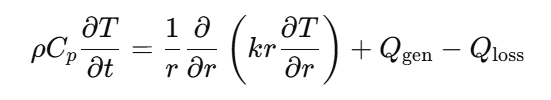 ρC_p ∂T/∂t = 1/r ∂/∂r (kr ∂T/∂r) + Q_gen − Q_loss